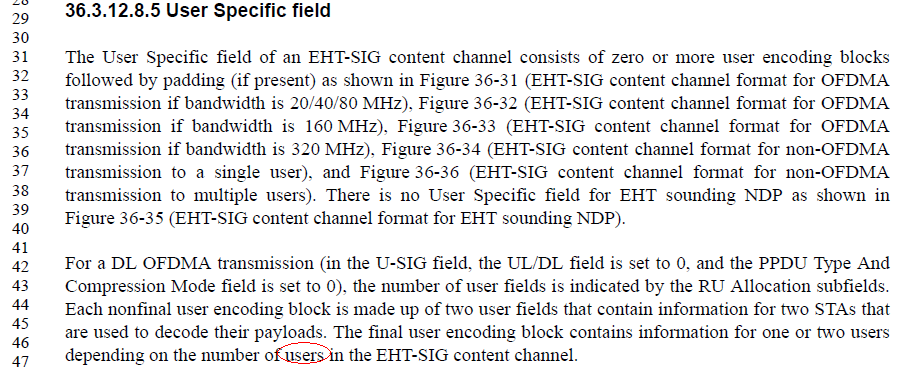 28
29
30
31
32
33
34
35
36
37
38
39
40
41
42
43
44
45
46
47
36.3.12.8.5 User Specific field
The User Specific field of an EHT-SIG content channel consists of zero or more user encoding blocks
followed by padding (if present) as shown in Figure 36-31 (EHT-SIG content channel format for OFDMA
transmission if bandwidth is 20/40/80 MHz), Figure 36-32 (EHT-SIG content channel format for OFDMA
transmission if bandwidth is 160 MHz), Figure 36-33 (EHT-SIG content channel format for OFDMA
transmission if bandwidth is 320 MHz), Figure 36-34 (EHT-SIG content channel format for non-OFDMA
transmission to a single user), and Figure 36-36 (EHT-SIG content channel format for non-OFDMA
transmission to multiple users). There is no User Specific field for EHT sounding NDP as shown in
Figure 36-35 (EHT-SIG content channel format for EHT sounding NDP).
For a DL OFDMA transmission (in the U-SIG field, the UL/DL field is set to 0, and the PPDU Type And
Compression Mode field is set to 0), the number of user fields is indicated by the RU Allocation subfields.
Each nonfinal user encoding block is made up of two user fields that contain information for two STAs that
are used to decode their payloads. The final user encoding block contains information for one or two users
depending on the number of users in the EHT-SIG content channel.